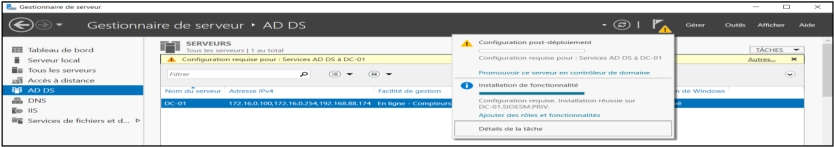 Gestionnaire de serveur
Gestionnaire de serveur • AD DS
Gérer Outils Afficher Aide
Tableau de bord
Serveur local
Tous les serveurs
Accès à distance
AD DS
DNS
IIS
Services de fichiers et d...
SERVEURS
Tous les serveurs | 1 au total
TÂCHES
Configuration requise pour : Services AD DS à DC-01
Autres...
Filtrer
Nom du serveur Adresse IPv4 Facilité de gestion
n de Windows
DC-01 172.16.0.100,172.16.0.254,192.168.88.174 En ligne - Compteurs
vé
Configuration post-déploiement
Configuration requise pour : Services AD DS à DC-01
Promouvoir ce serveur en contrôleur de domaine
Installation de fonctionnalité
Configuration requise. Installation réussie sur
DC-01.SIOESM.PRIV.
Ajouter des rôles et fonctionnalités
Détails de la tâche